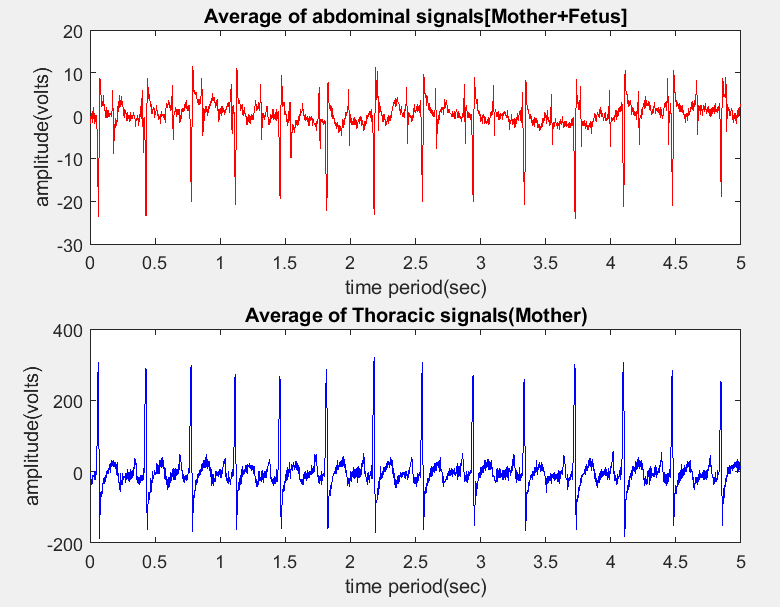 Average of abdominal signals[Mother+Fetus]
20
10
0
-10
-20
-30
amplitude(volts)
0 0.5 1 1.5 2 2.5 3 3.5 4 4.5 5
time period(sec)
Average of Thoracic signals(Mother)
400
200
0
-200
amplitude(volts)
0 0.5 1 1.5 2 2.5 3 3.5 4 4.5 5
time period(sec)